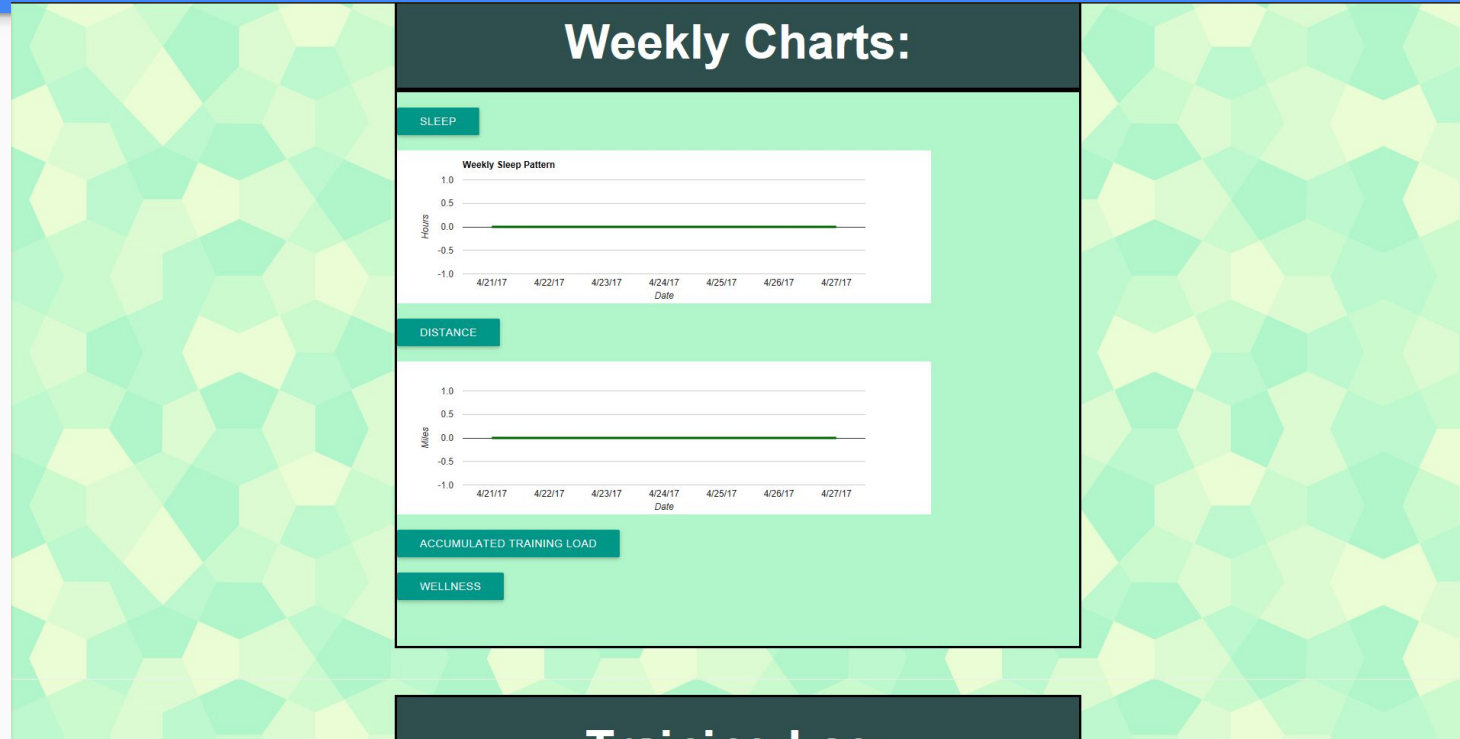 Weekly Charts:
SLEEP
Weekly Sleep Pattern
1.0
0.5
0.0
-0.5
-1.0
Hours
4/21/17 4/22/17 4/23/17 4/24/17 4/25/17 4/26/17 4/27/17
Date
DISTANCE
1.0
0.5
0.0
-0.5
-1.0
Miles
4/21/17 4/22/17 4/23/17 4/24/17 4/25/17 4/26/17 4/27/17
Date
ACCUMULATED TRAINING LOAD
WELLNESS
Training